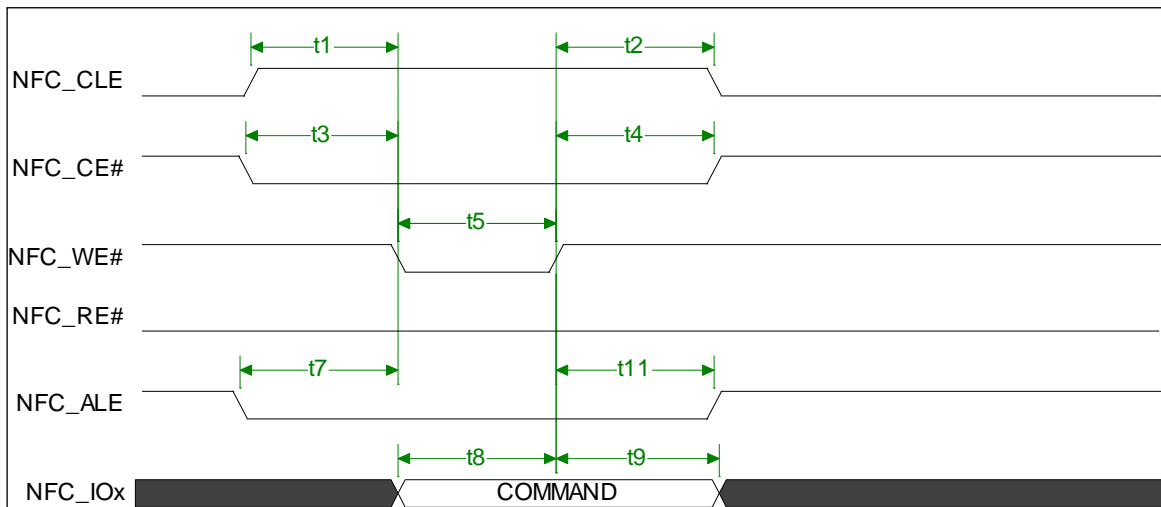 t1 t2
NFC_CLE
t3 t4
NFC_CE#
t5
NFC_WE#
NFC_RE#
t7 t11
NFC_ALE
t8 t9
NFC_IOx COMMAND